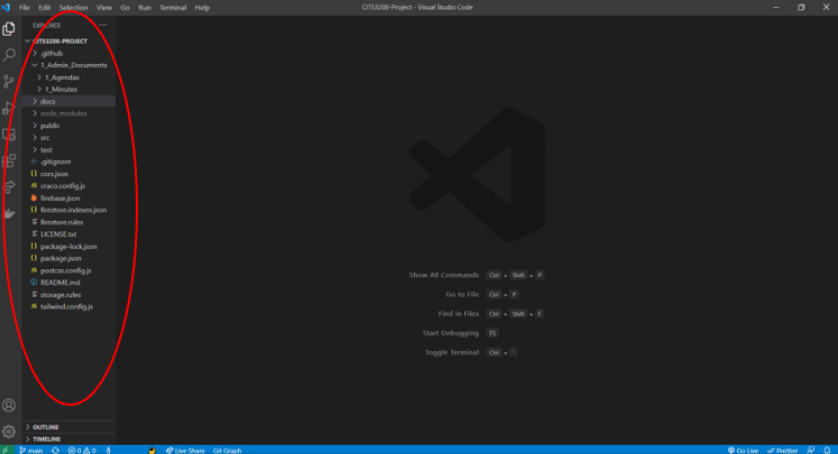 File Edit Selection View Go Run Terminal Help
CITS3200-Project - Visual Studio Code
EXPLORER ...
CITS3200-PROJECT
.github
1_Admin_Documents
1_Agendas
1_Minutes
docs
node_modules
public
src
test
.gitignore
cors.json
craco.config.js
firebase.json
firestore.indexes.json
firestore.rules
LICENSE.txt
package-lock.json
package.json
postcss.config.js
README.md
storage.rules
tailwind.config.js
Show All Commands Ctrl + Shift + P
Go to File Ctrl + P
Find in Files Ctrl + Shift + F
Start Debugging F5
Toggle Terminal Ctrl + `
OUTLINE
TIMELINE
main 0 0 Live Share Git Graph Go Live Prettier